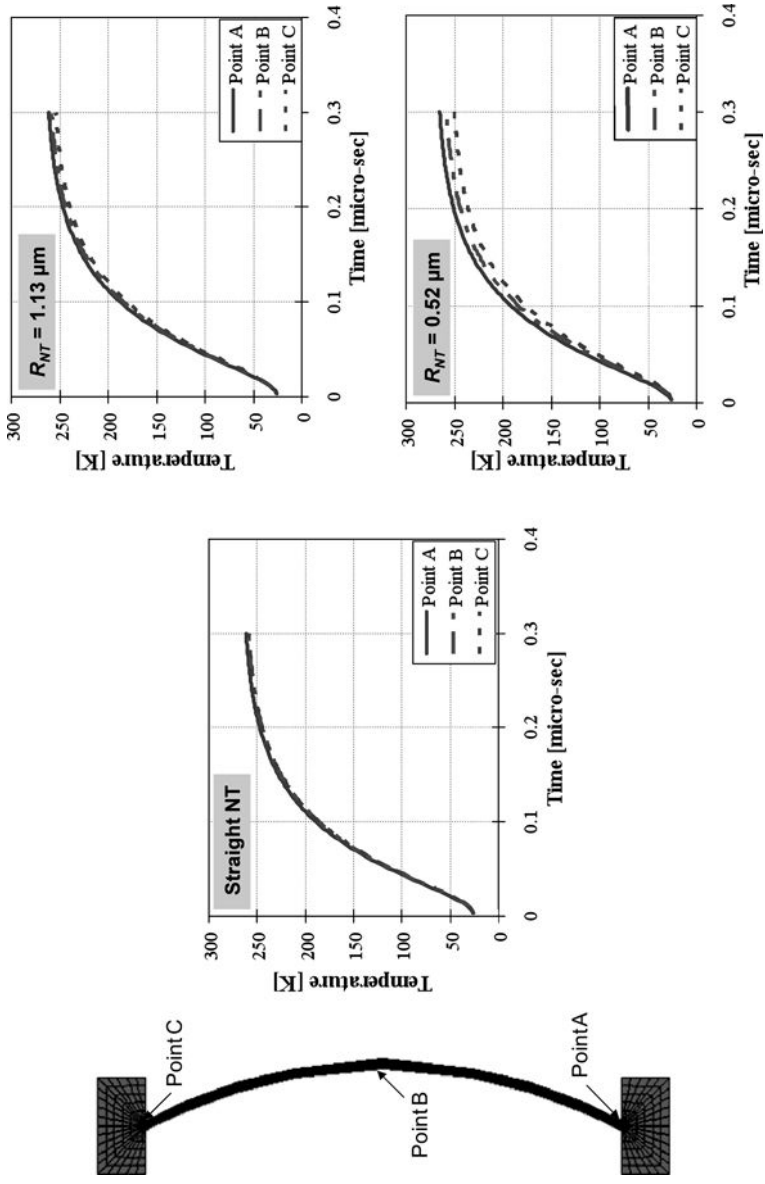 Point C
Point B
Point A
Straight NT
Temperature [K]
300
250
200
150
100
50
0
0
0.1
0.2
0.3
0.4
Time [micro-sec]
Point A
Point B
Point C
R_NT = 1.13 µm
Temperature [K]
300
250
200
150
100
50
0
0
0.1
0.2
0.3
0.4
Time [micro-sec]
Point A
Point B
Point C
R_NT = 0.52 µm
Temperature [K]
300
250
200
150
100
50
0
0
0.1
0.2
0.3
0.4
Time [micro-sec]
Point A
Point B
Point C